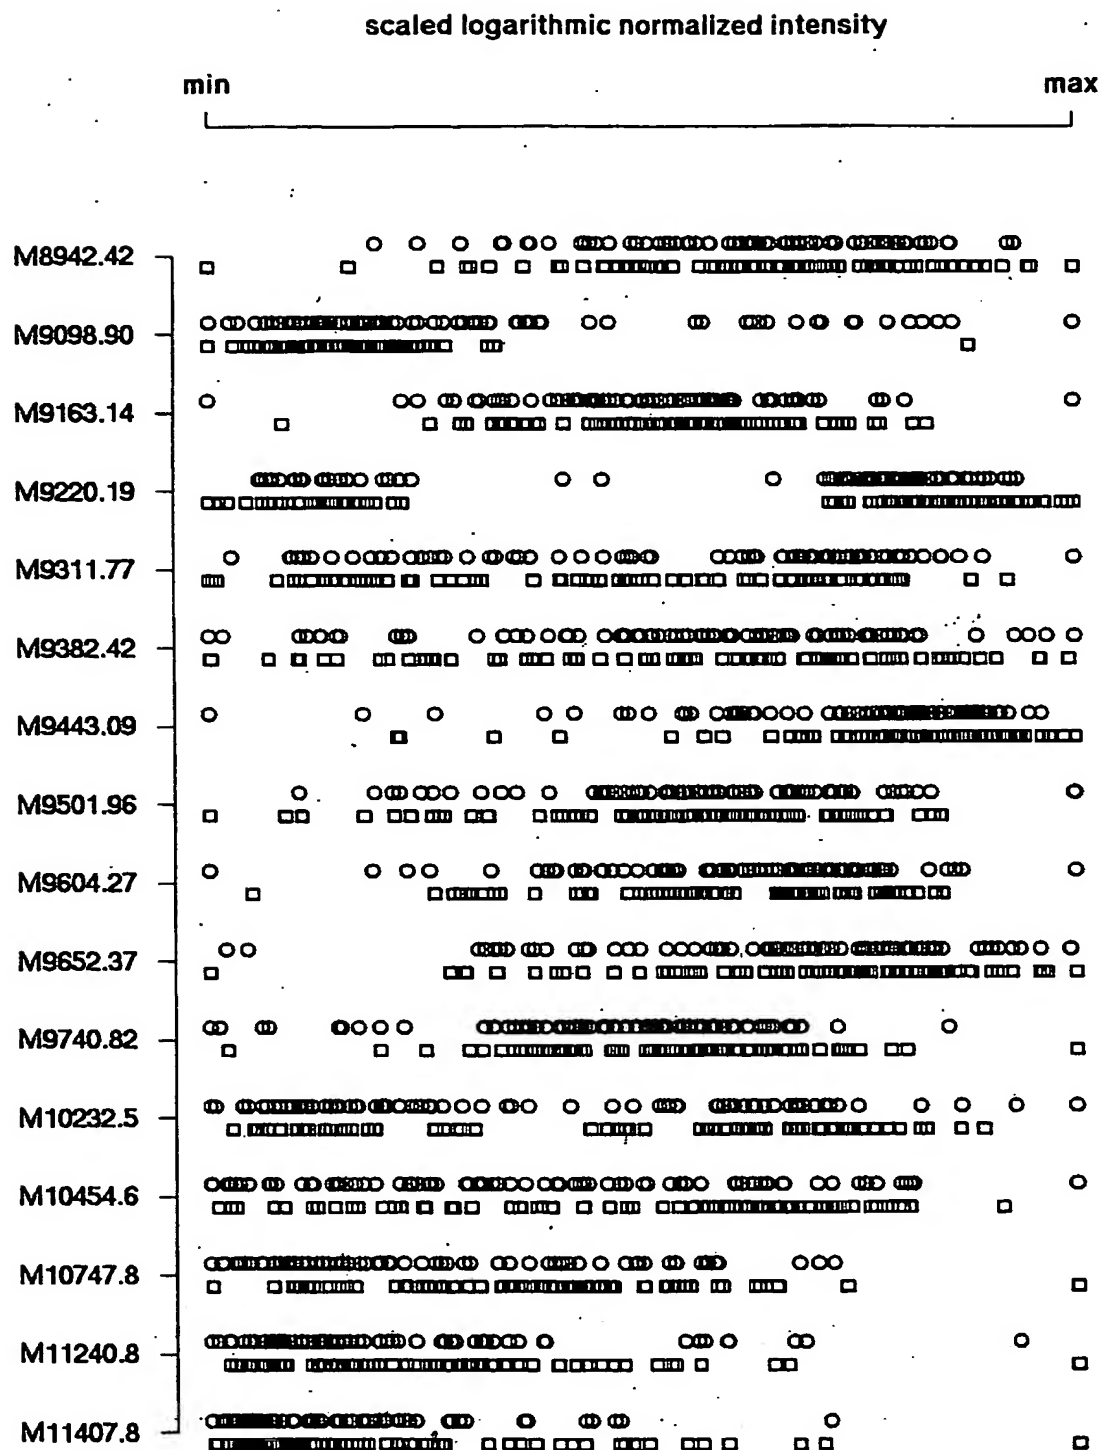 scaled logarithmic normalized intensity
min max
M8942.42
M9098.90
M9163.14
M9220.19
M9311.77
M9382.42
M9443.09
M9501.96
M9604.27
M9652.37
M9740.82
M10232.5
M10454.6
M10747.8
M11240.8
M11407.8